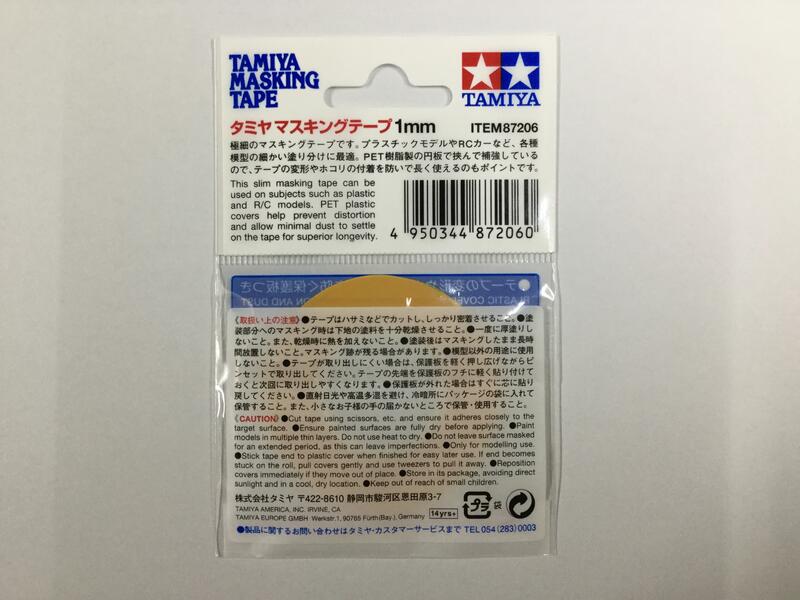 TAMIYA
MASKING
TAPE
TAMIYA
タミヤ マスキングテープ 1mm
ITEM87206
極細のマスキングテープです。プラスチックモデルやRCカーなど、各種
模型の細かい塗り分けに最適。PET樹脂製の円板で挟んで補強している
ので、テープの変形やホコリの付着を防いで長く使えるのもポイントです。
This slim masking tape can be
used on subjects such as plastic
and R/C models. PET plastic
covers help prevent distortion
and allow minimal dust to settle
on the tape for superior longevity.
4 950344 872060
《取扱い上の注意》●テープはハサミなどでカットし、しっかり密着させること。●塗
装部分へのマスキング時は下地の塗料を十分乾燥させること。●一度に厚塗りし
ないこと。また、乾燥時に熱を加えないこと。●塗装後はマスキングしたまま長時
間放置しないこと。マスキング跡が残る場合があります。●模型以外の用途に使用
しないこと。●テープが取り出しにくい場合は、保護板を軽く押し広げながらピン
セットで取り出してください。テープの先端を保護板のフチに軽く貼り付けて
おくと次回に取り出しやすくなります。●保護板が外れた場合はすぐに芯に貼り
戻してください。●直射日光や高温多湿を避け、冷暗所にパッケージの袋に入れて
保管すること。また、小さなお子様の手の届かないところで保管・使用すること。
《CAUTION》●Cut tape using scissors, etc. and ensure it adheres closely to the
target surface. ●Ensure painted surfaces are fully dry before applying. ●Paint
models in multiple thin layers. Do not use heat to dry. ●Do not leave surface masked
for an extended period, as this can leave imperfections. ●Only for modelling use.
●Stick tape end to plastic cover when finished for easy later use. If end becomes
stuck on the roll, pull covers gently and use tweezers to pull it away. ●Reposition
covers immediately if they move out of place. ●Store in its package, avoiding direct
sunlight and in a cool, dry location. ●Keep out of reach of small children.
株式会社タミヤ 〒422-8610 静岡市駿河区恩田原3-7
TAMIYA AMERICA, INC. IRVINE, CA
TAMIYA EUROPE GMBH Werkstr.1, 90765 Fürth(Bay.), Germany
14yrs+
プラ
袋
●製品に関するお問い合わせはタミヤ・カスタマーサービスまで TEL 054 (283) 0003